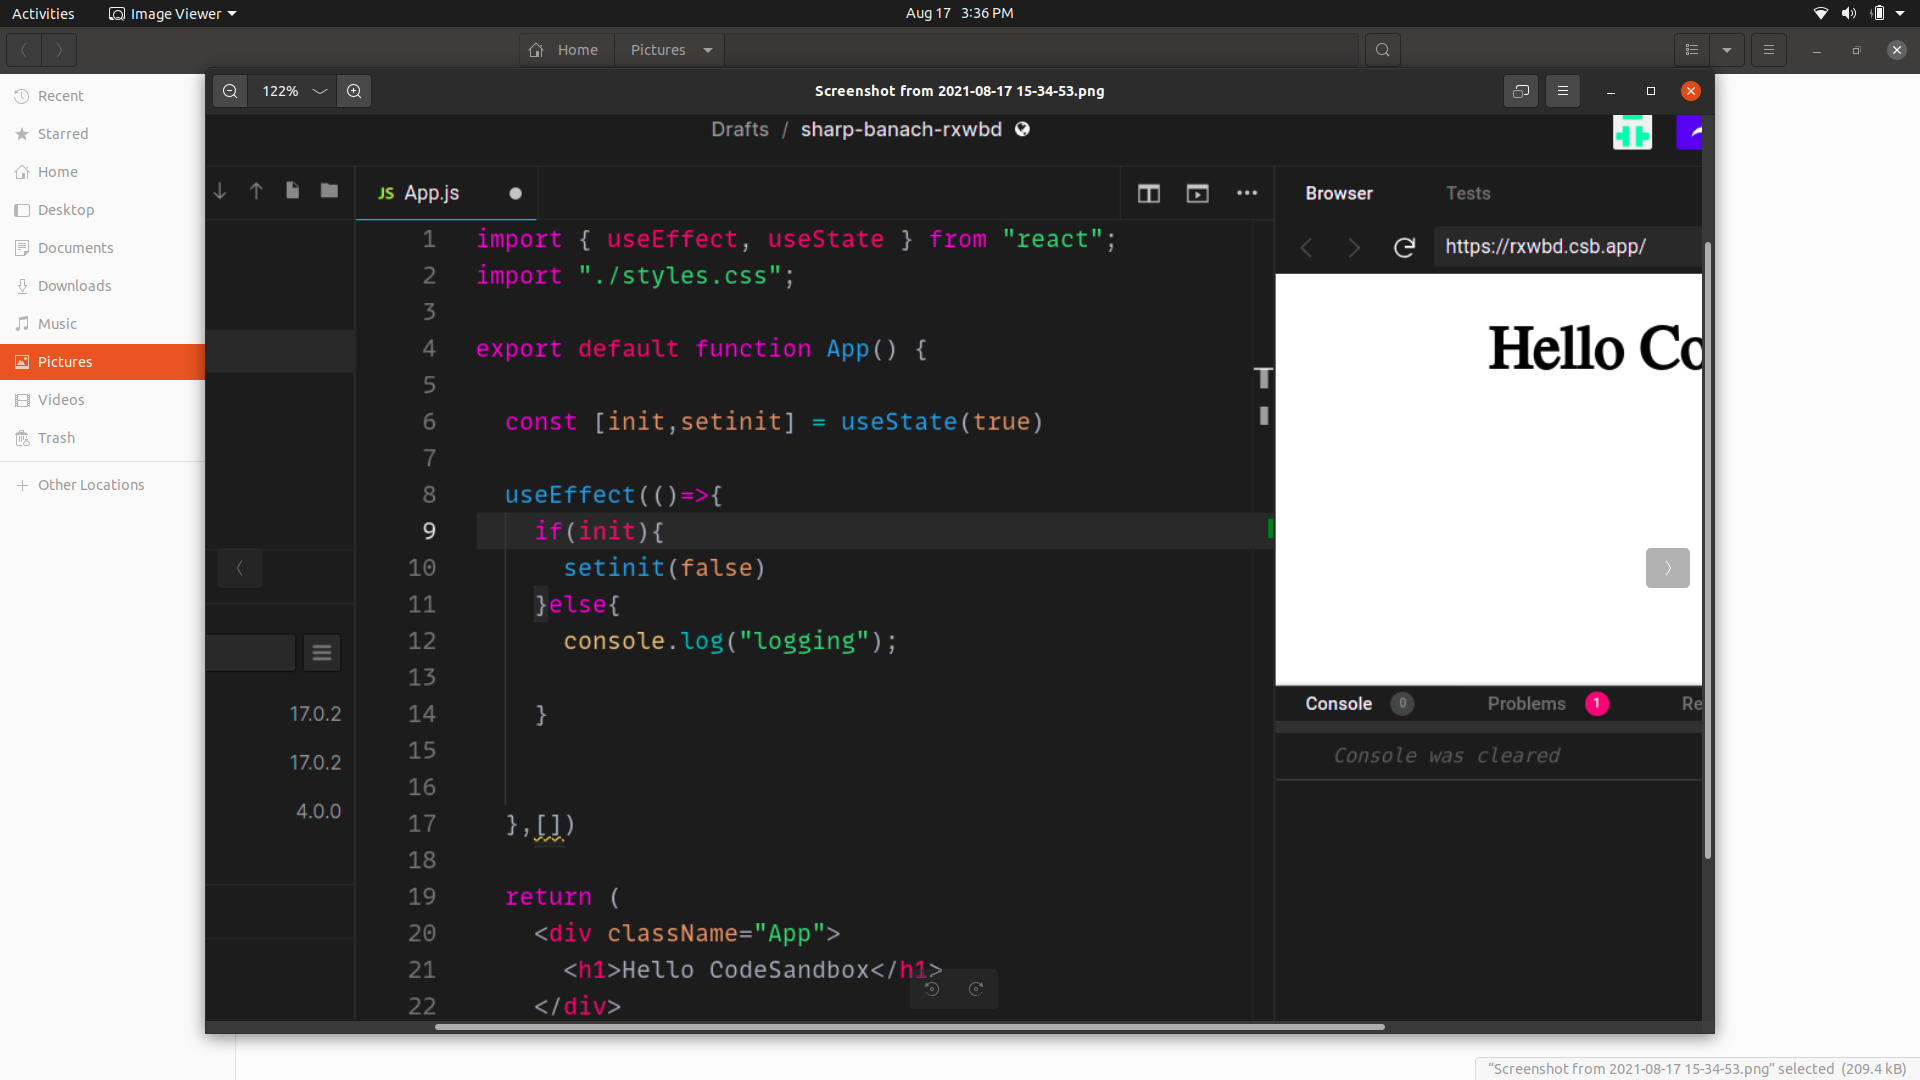 Activities
Image Viewer
Aug 17 3:36 PM
Home
Pictures
Recent
Starred
Home
Desktop
Documents
Downloads
Music
Pictures
Videos
Trash
Other Locations
122%
Screenshot from 2021-08-17 15-34-53.png
Drafts / sharp-banach-rxwbd
JS App.js
17.0.2
17.0.2
4.0.0
1 import { useEffect, useState } from "react";
2 import "./styles.css";
3
4 export default function App() {
5
6 const [init,setinit] = useState(true)
7
8 useEffect(()=>{
9 if(init){
10 setinit(false)
11 }else{
12 console.log("logging");
13
14 }
15
16
17 },[])
18
19 return (
20 <div className="App">
21 <h1>Hello CodeSandbox</h1>
22 </div>
Browser
Tests
https://rxwbd.csb.app/
Hello Co
Console 0
Problems 1
Re
Console was cleared
"Screenshot from 2021-08-17 15-34-53.png" selected (209.4 kB)